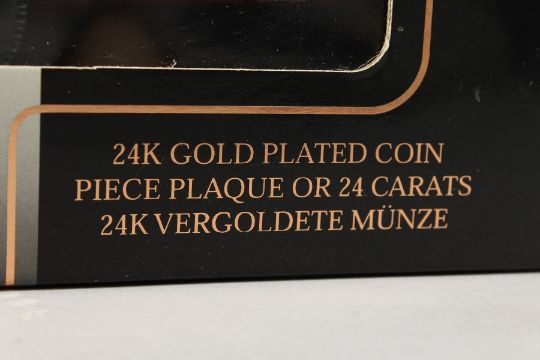 24K GOLD PLATED COIN
PIECE PLAQUE OR 24 CARATS
24K VERGOLDETE MÜNZE